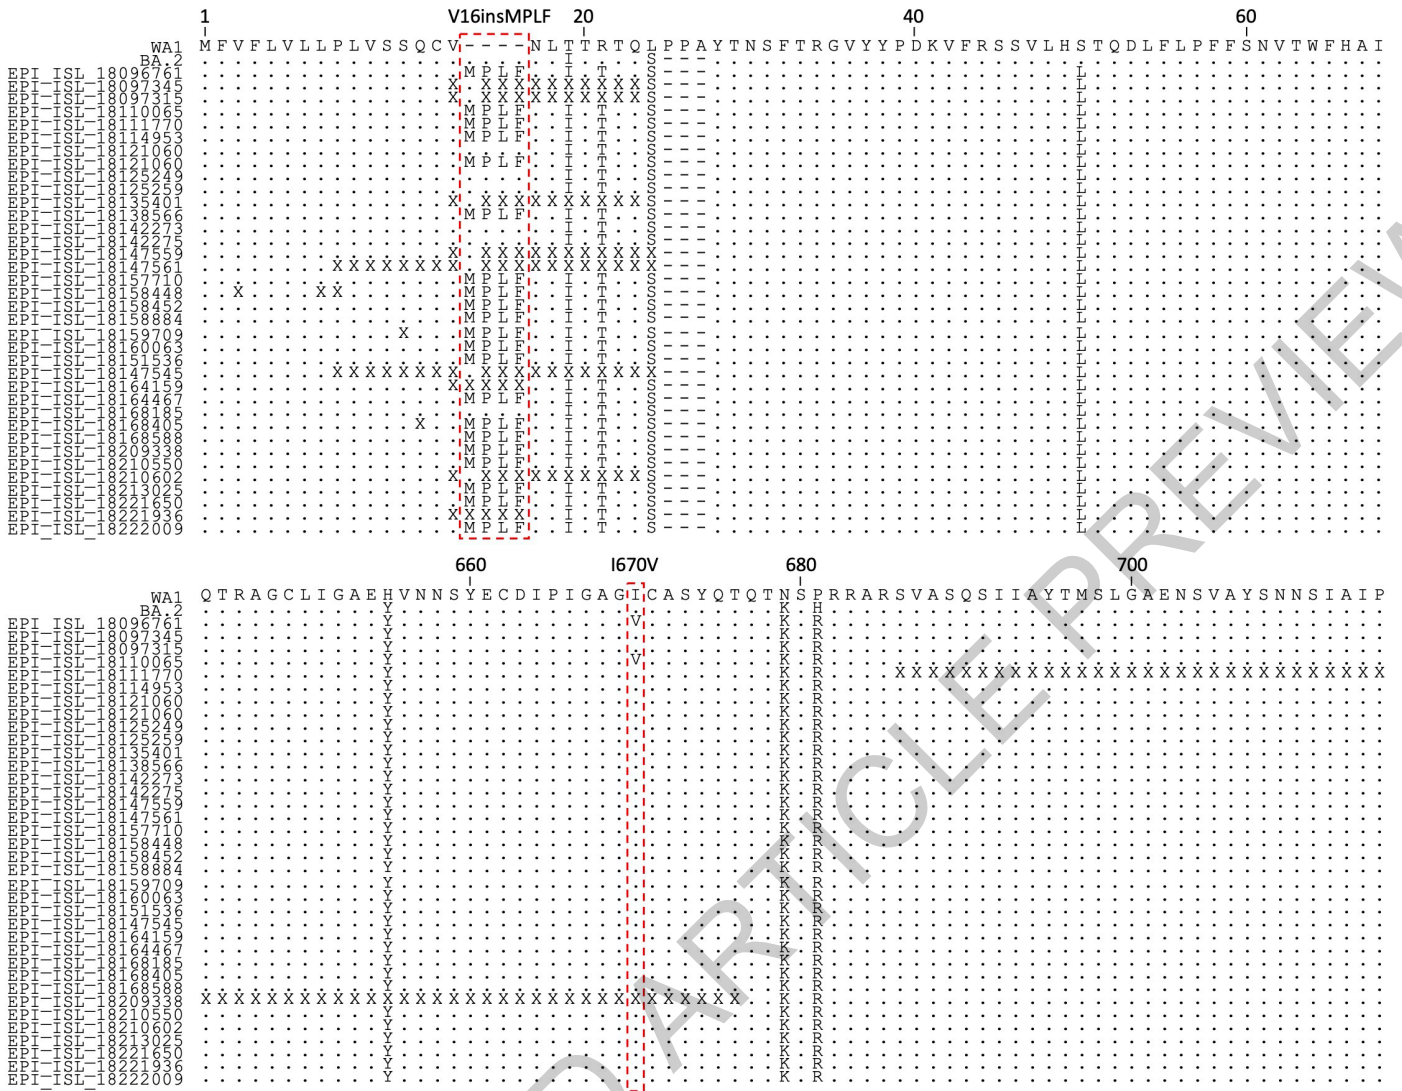 1 V16insMPLF 20 40 60
WA1 M F V F L V L L P L V S S Q C V - - - - N L T T R T Q L P P A Y T N S F T R G V Y Y P D K V F R S S V L H S T Q D L F L P F F S N V T W F H A I
BA.2 I S - - -
EPI_ISL_18096761 M P L F I T S - - - L
EPI_ISL_18097345 X X X X X X X X X X X S - - - L
EPI_ISL_18097315 X X X X X X X X X X X S - - - L
EPI_ISL_18110065 M P L F I T S - - - L
EPI_ISL_18111770 M P L F I T S - - - L
EPI_ISL_18114953 M P L F I T S - - - L
EPI_ISL_18121060 I T S - - - L
EPI_ISL_18121060 M P L F I T S - - - L
EPI_ISL_18125249 I T S - - - L
EPI_ISL_18125259 I T S - - - L
EPI_ISL_18135401 X X X X X X X X X X X S - - - L
EPI_ISL_18138566 M P L F I T S - - - L
EPI_ISL_18142273 I T S - - - L
EPI_ISL_18142275 I T S - - - L
EPI_ISL_18147559 X X X X X X X X X X X X - - - L
EPI_ISL_18147561 X X X X X X X X X X X X X X X X X X X - - - L
EPI_ISL_18157710 M P L F I T S - - - L
EPI_ISL_18158448 X X X M P L F I T S - - - L
EPI_ISL_18158452 M P L F I T S - - - L
EPI_ISL_18158884 M P L F I T S - - - L
EPI_ISL_18159709 X M P L F I T S - - - L
EPI_ISL_18160063 M P L F I T S - - - L
EPI_ISL_18151536 M P L F I T S - - - L
EPI_ISL_18147545 X X X X X X X X X X X X X X X X X X X - - - L
EPI_ISL_18164159 X X X X X I T S - - - L
EPI_ISL_18164467 M P L F I T S - - - L
EPI_ISL_18168185 I T S - - - L
EPI_ISL_18168405 X M P L F I T S - - - L
EPI_ISL_18168588 M P L F I T S - - - L
EPI_ISL_18209338 M P L F I T S - - - L
EPI_ISL_18210550 M P L F I T S - - - L
EPI_ISL_18210602 X X X X X X X X X X X S - - - L
EPI_ISL_18213025 M P L F I T S - - - L
EPI_ISL_18221650 M P L F I T S - - - L
EPI_ISL_18221936 X X X X X I T S - - - L
EPI_ISL_18222009 M P L F I T S - - - L
660 I670V 680 700
WA1 Q T R A G C L I G A E H V N N S Y E C D I P I G A G I C A S Y Q T Q T N S P R R A R S V A S Q S I I A Y T M S L G A E N S V A Y S N N S I A I P
BA.2 Y K H
EPI_ISL_18096761 Y V K R
EPI_ISL_18097345 Y K R
EPI_ISL_18097315 Y K R
EPI_ISL_18110065 Y V K R
EPI_ISL_18111770 Y K R X X X X X X X X X X X X X X X X X X X X X X X X X X X X X X
EPI_ISL_18114953 Y K R
EPI_ISL_18121060 Y K R
EPI_ISL_18121060 Y K R
EPI_ISL_18125249 Y K R
EPI_ISL_18125259 Y K R
EPI_ISL_18135401 Y K R
EPI_ISL_18138566 Y K R
EPI_ISL_18142273 Y K R
EPI_ISL_18142275 Y K R
EPI_ISL_18147559 Y K R
EPI_ISL_18147561 Y K R
EPI_ISL_18157710 Y K R
EPI_ISL_18158448 Y K R
EPI_ISL_18158452 Y K R
EPI_ISL_18158884 Y K R
EPI_ISL_18159709 Y K R
EPI_ISL_18160063 Y K R
EPI_ISL_18151536 Y K R
EPI_ISL_18147545 Y K R
EPI_ISL_18164159 Y K R
EPI_ISL_18164467 Y K R
EPI_ISL_18168185 Y K R
EPI_ISL_18168405 Y K R
EPI_ISL_18168588 Y K R
EPI_ISL_18209338 X X X X X X X X X X X X X X X X X X X X X X X X X X X X X X X X X K R
EPI_ISL_18210550 Y K R
EPI_ISL_18210602 Y K R
EPI_ISL_18213025 Y K R
EPI_ISL_18221650 Y K R
EPI_ISL_18221936 Y K R
EPI_ISL_18222009 Y K R
D ARTICLE PREVIEW